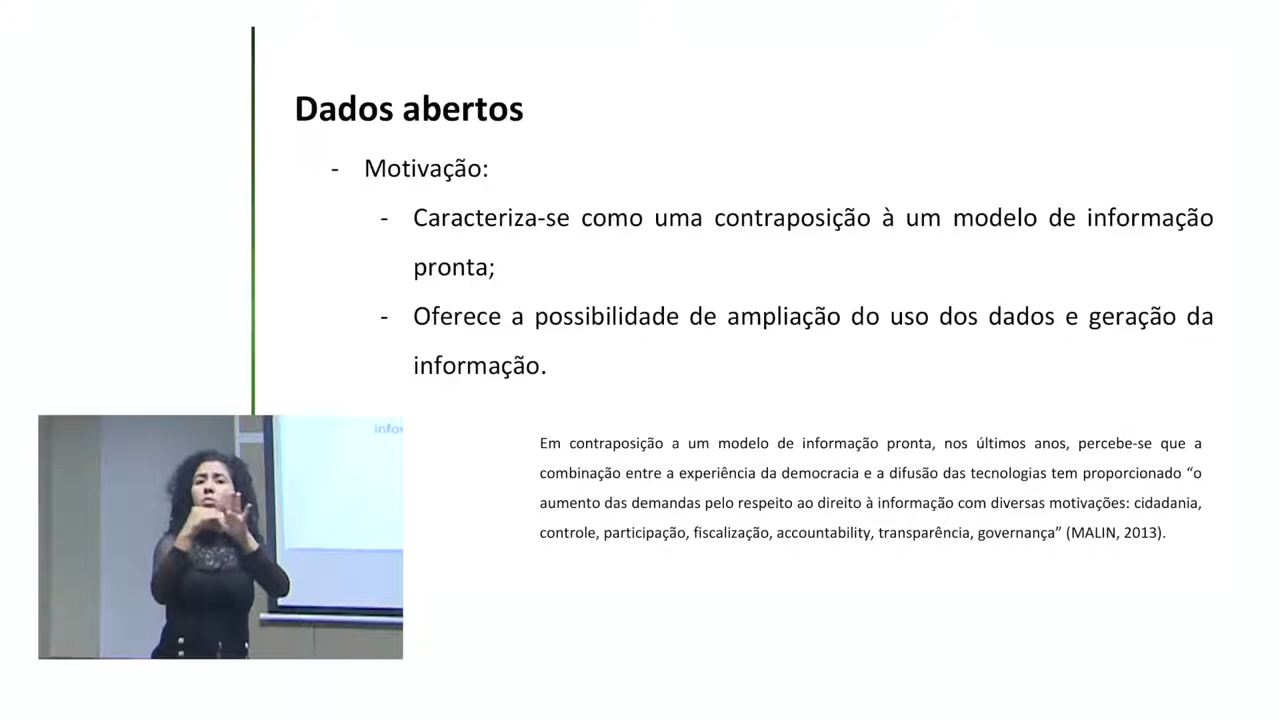 Dados abertos
- Motivação:
- Caracteriza-se como uma contraposição à um modelo de informação
pronta;
- Oferece a possibilidade de ampliação do uso dos dados e geração da
informação.
Em contraposição a um modelo de informação pronta, nos últimos anos, percebe-se que a
combinação entre a experiência da democracia e a difusão das tecnologias tem proporcionado “o
aumento das demandas pelo respeito ao direito à informação com diversas motivações: cidadania,
controle, participação, fiscalização, accountability, transparência, governança” (MALIN, 2013).